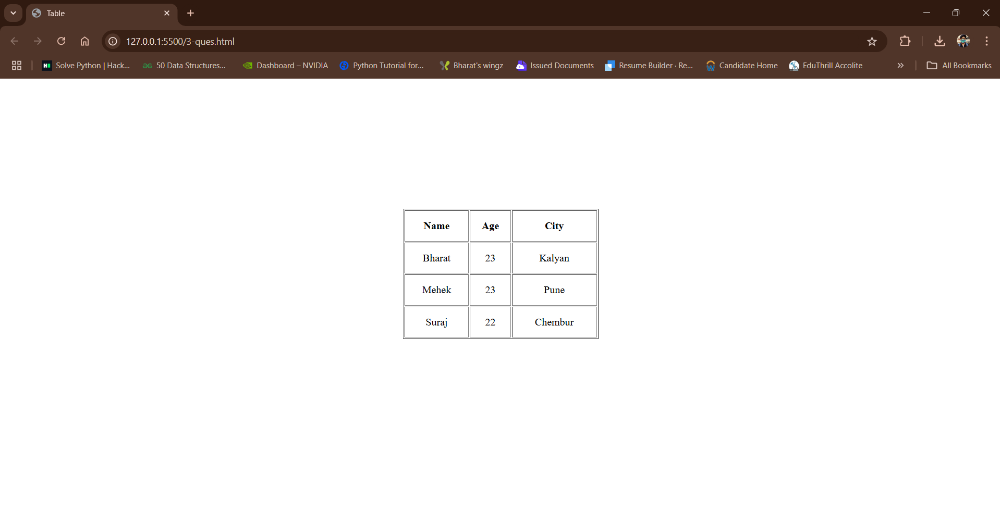 Table
127.0.0.1:5500/3-ques.html
Solve Python | Hack... 50 Data Structures... Dashboard – NVIDIA Python Tutorial for... Bharat's wingz Issued Documents Resume Builder · Re... Candidate Home EduThrill Accolite All Bookmarks
Name Age City
Bharat 23 Kalyan
Mehek 23 Pune
Suraj 22 Chembur